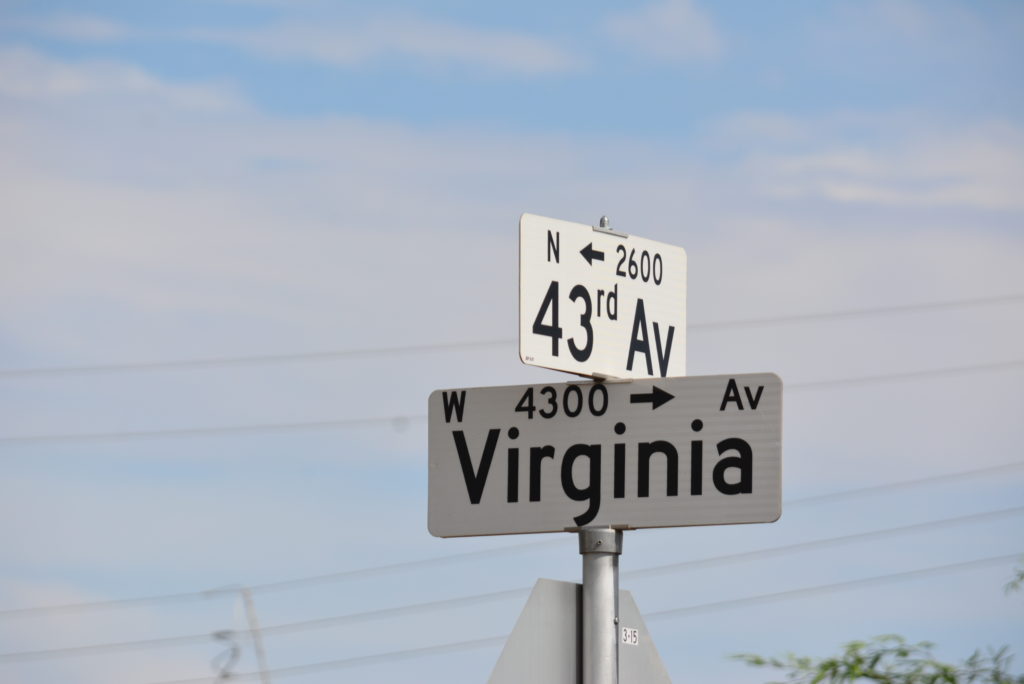 N ← 2600
43rd Av
W 4300 → Av
Virginia
3-15